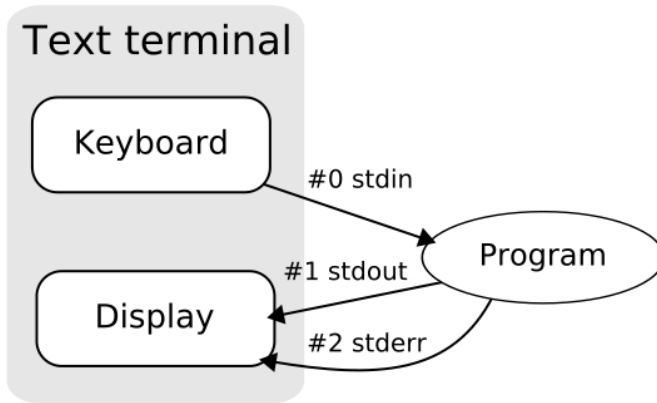 Text terminal
Keyboard
#0 stdin
Program
#1 stdout
Display
#2 stderr